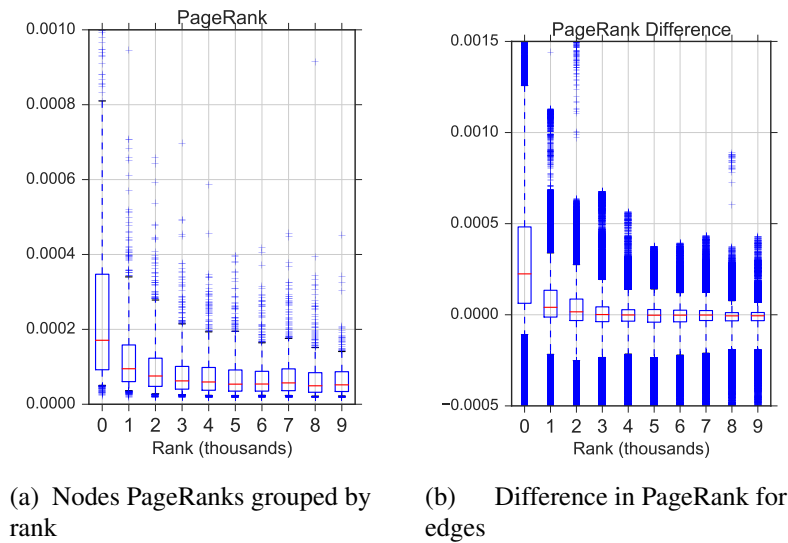 PageRank
0.0010
0.0008
0.0006
0.0004
0.0002
0.0000
0 1 2 3 4 5 6 7 8 9
Rank (thousands)
PageRank Difference
0.0015
0.0010
0.0005
0.0000
−0.0005
0 1 2 3 4 5 6 7 8 9
Rank (thousands)
(a) Nodes PageRanks grouped by
rank
(b) Difference in PageRank for
edges